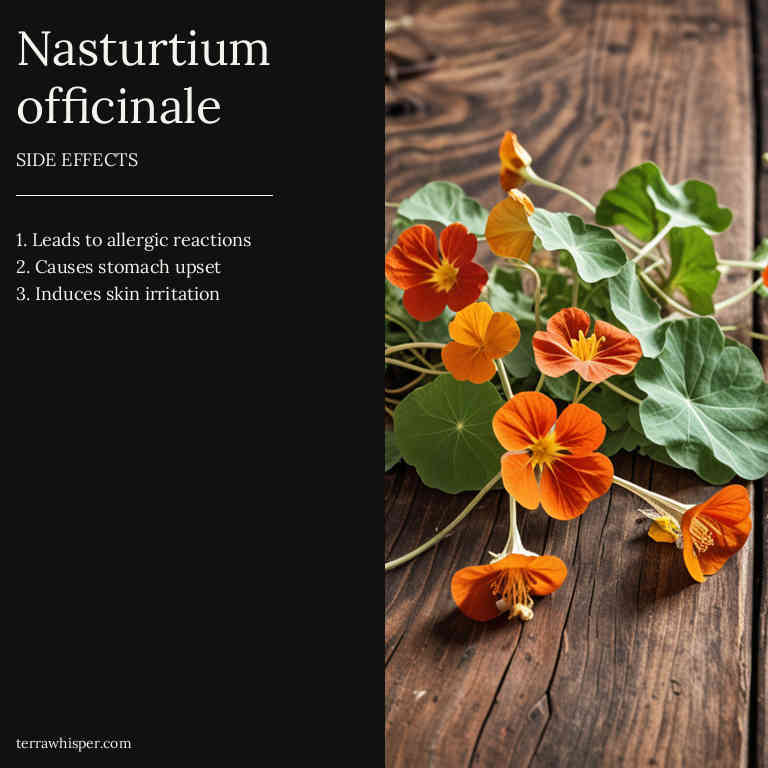 Nasturtium
officinale
SIDE EFFECTS
1. Leads to allergic reactions
2. Causes stomach upset
3. Induces skin irritation
terrawhisper.com